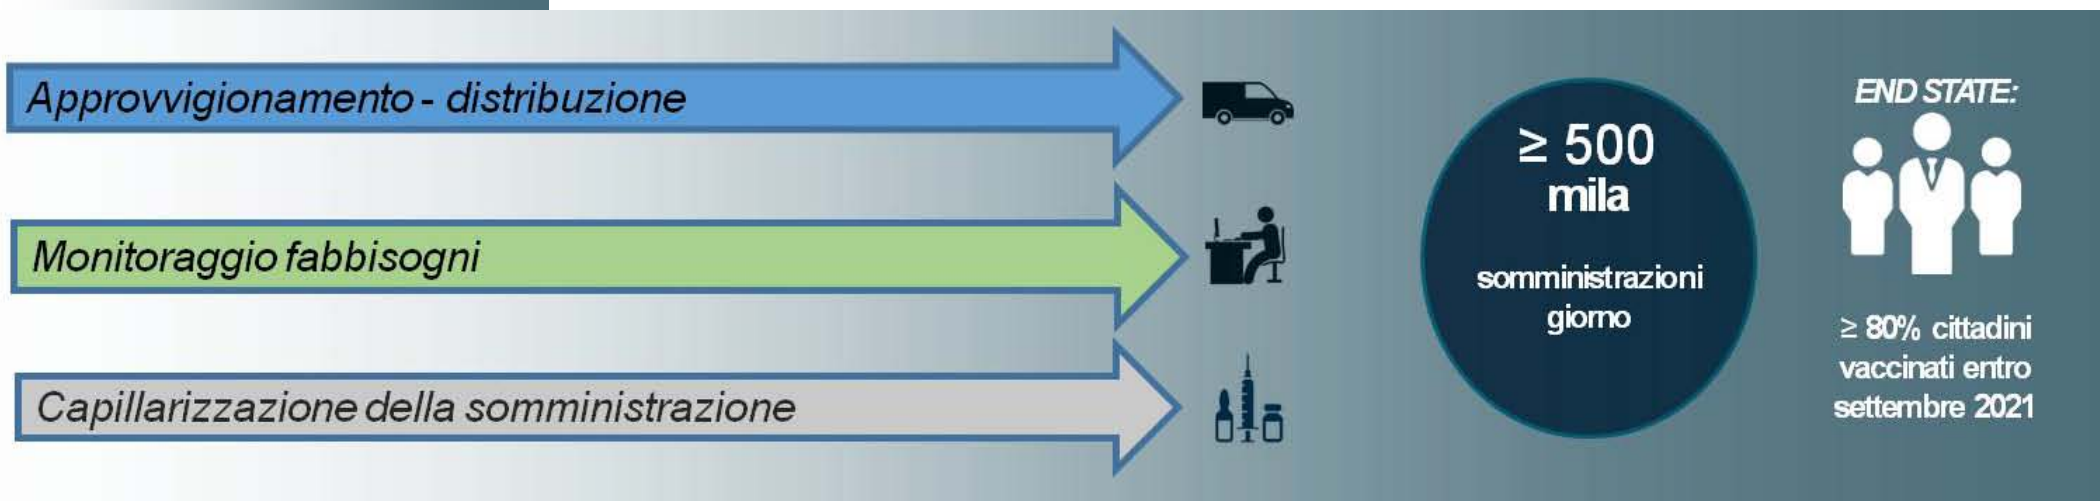 Approvvigionamento - distribuzione
Monitoraggio fabbisogni
Capillarizzazione della somministrazione
≥ 500
mila
somministrazioni
giorno
END STATE:
≥ 80% cittadini
vaccinati entro
settembre 2021